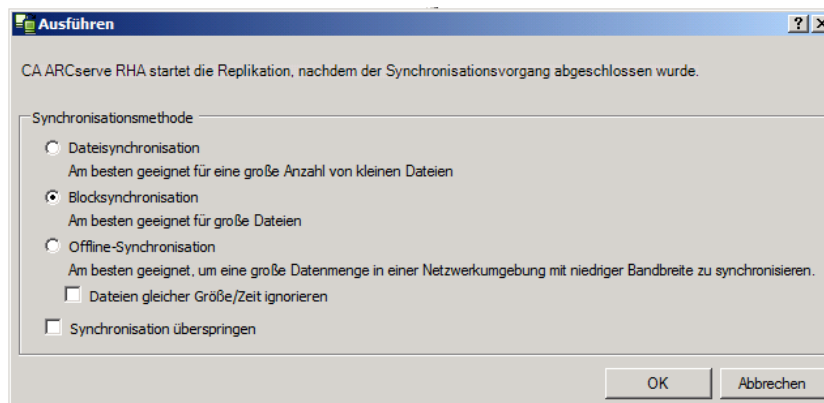 Ausführen
CA ARCserve RHA startet die Replikation, nachdem der Synchronisationsvorgang abgeschlossen wurde.
Synchronisationsmethode
Dateisynchronisation
Am besten geeignet für eine große Anzahl von kleinen Dateien
Blocksynchronisation
Am besten geeignet für große Dateien
Offline-Synchronisation
Am besten geeignet, um eine große Datenmenge in einer Netzwerkumgebung mit niedriger Bandbreite zu synchronisieren.
Dateien gleicher Größe/Zeit ignorieren
Synchronisation überspringen
OK Abbrechen